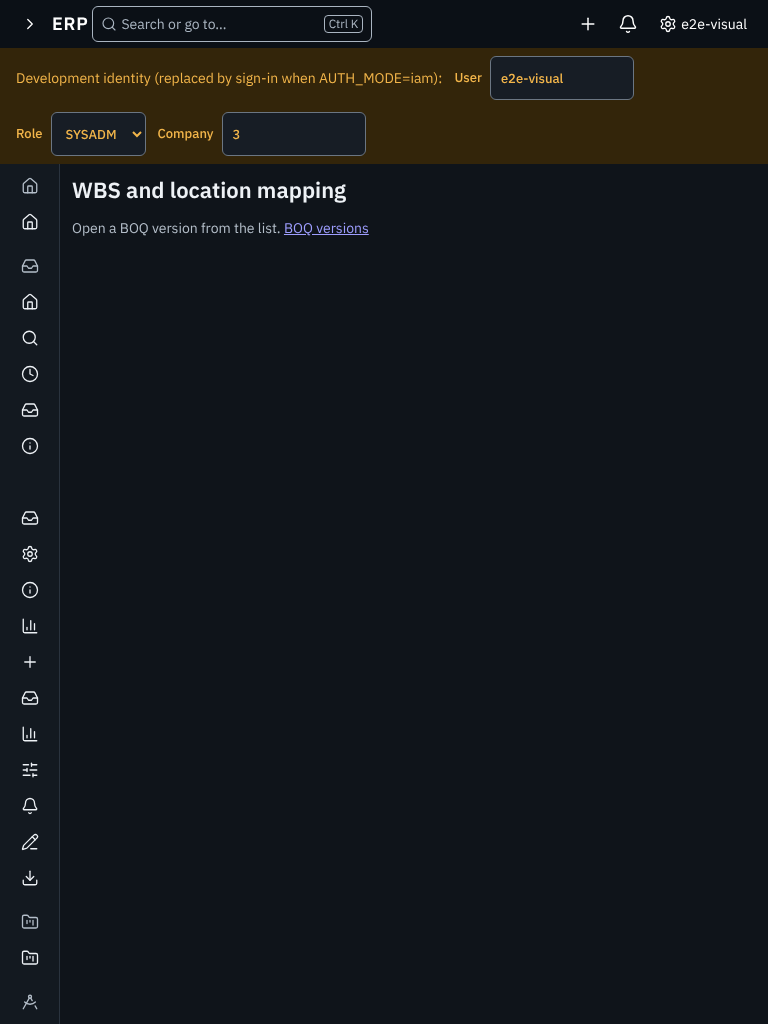 ERP Search or go to... Ctrl K e2e-visual
Development identity (replaced by sign-in when AUTH_MODE=iam): User e2e-visual
Role SYSADM Company 3
WBS and location mapping
Open a BOQ version from the list. BOQ versions